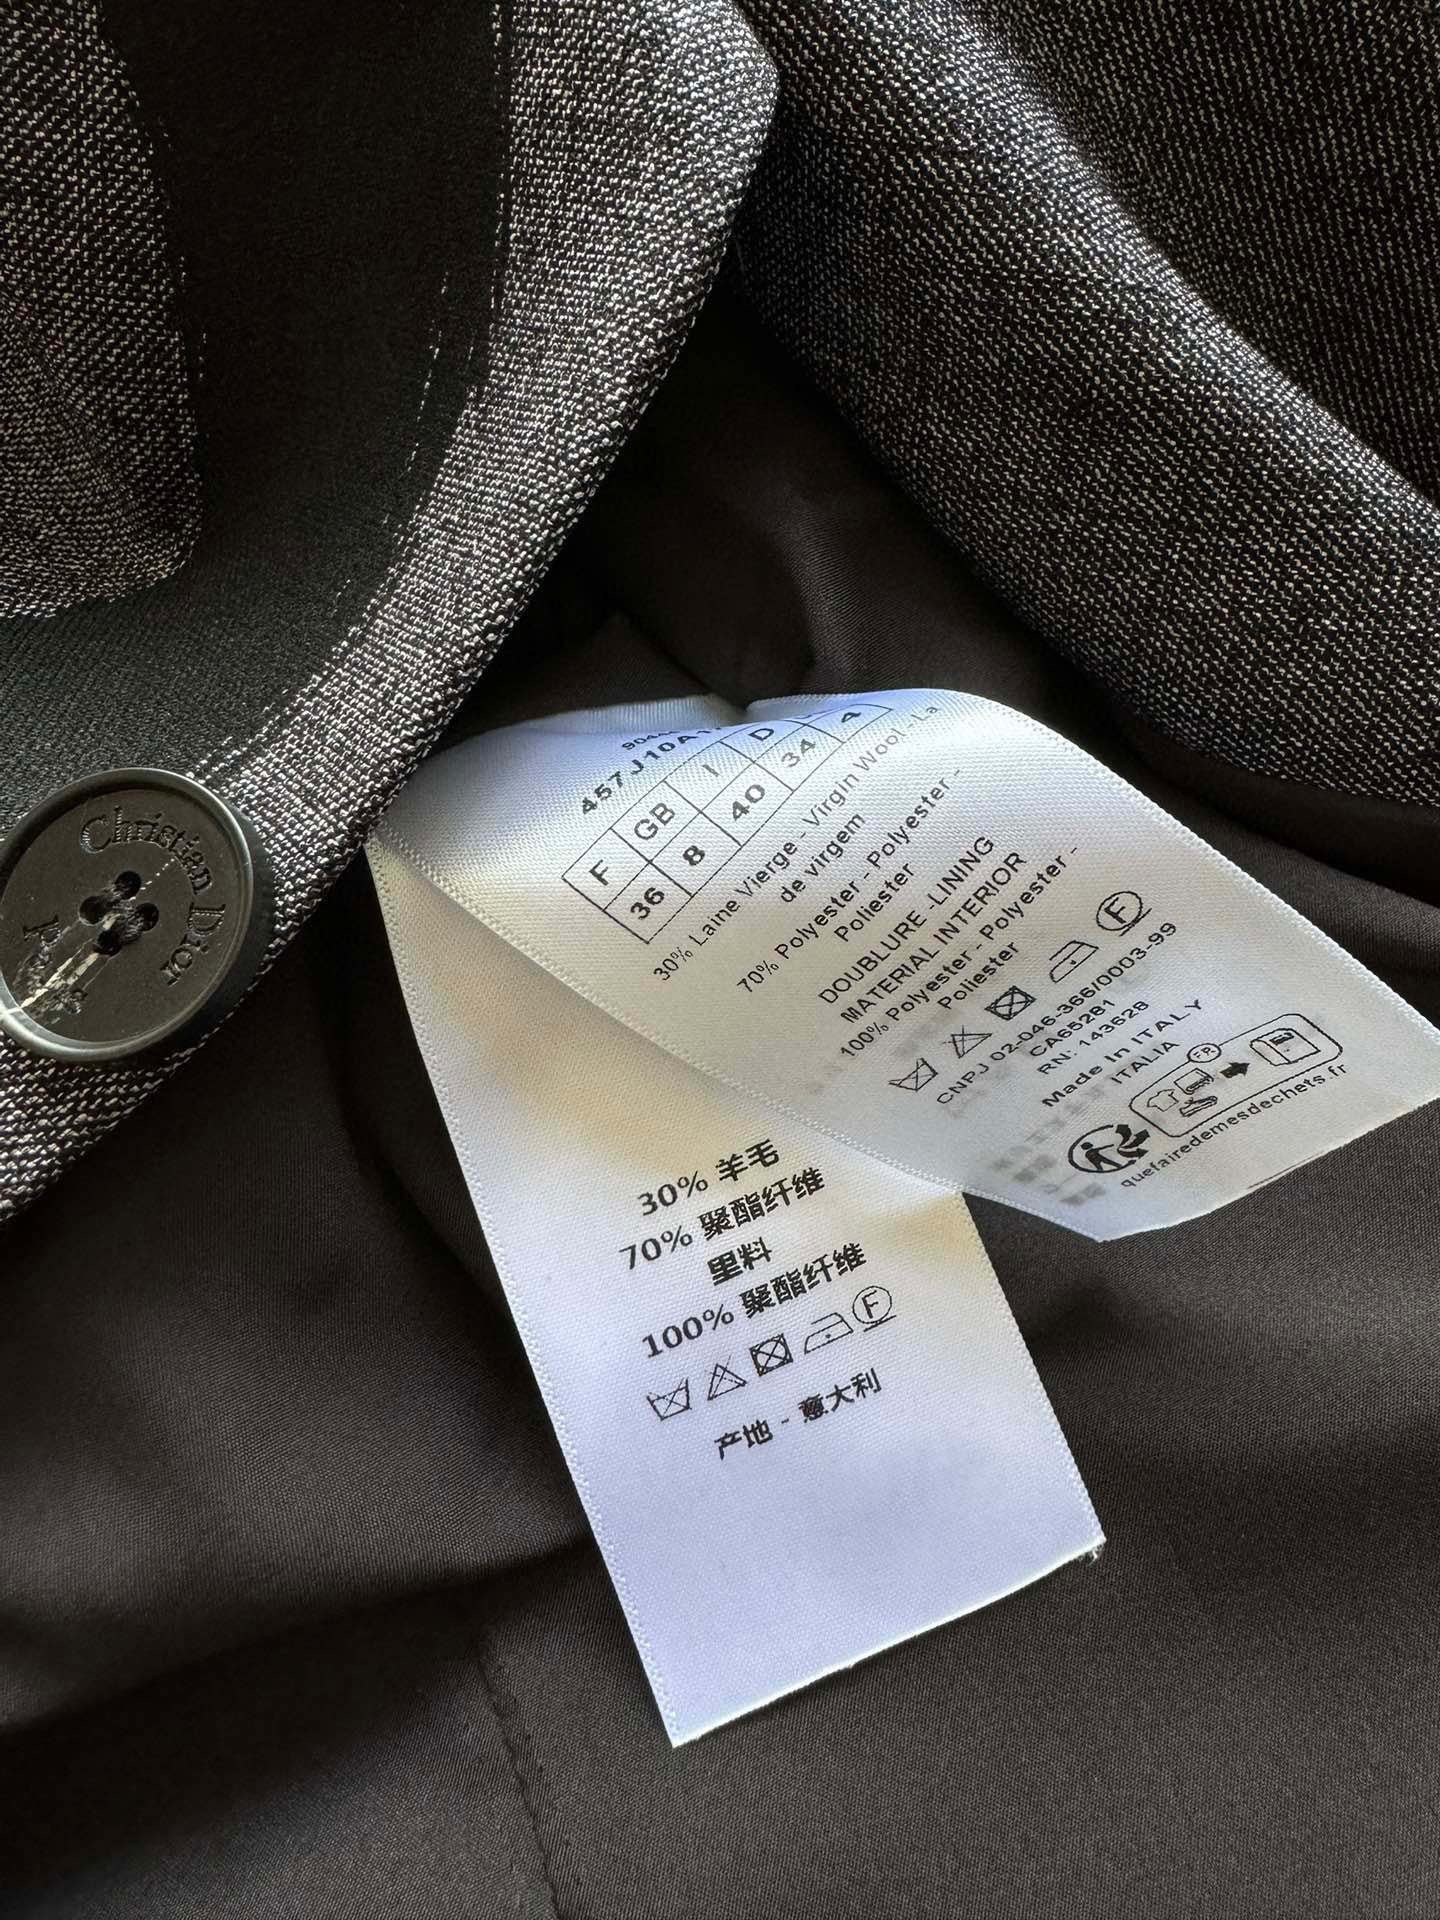 Christian Dior
Paris
457J10A1
F GB I D
36 8 40 34 4
30% Laine Vierge - Virgin Wool - La
de virgem
70% Polyester - Polyester -
Poliester
DOUBLURE -LINING
MATERIAL INTERIOR
100% Polyester - Polyester -
Poliester
F
CNPJ 02-046-366/0003-99
CA65281
RN: 143628
Made in ITALY
ITALIA
FR
quefairedemesdechets.fr
30% 羊毛
70% 聚酯纤维
里料
100% 聚酯纤维
F
产地 - 意大利